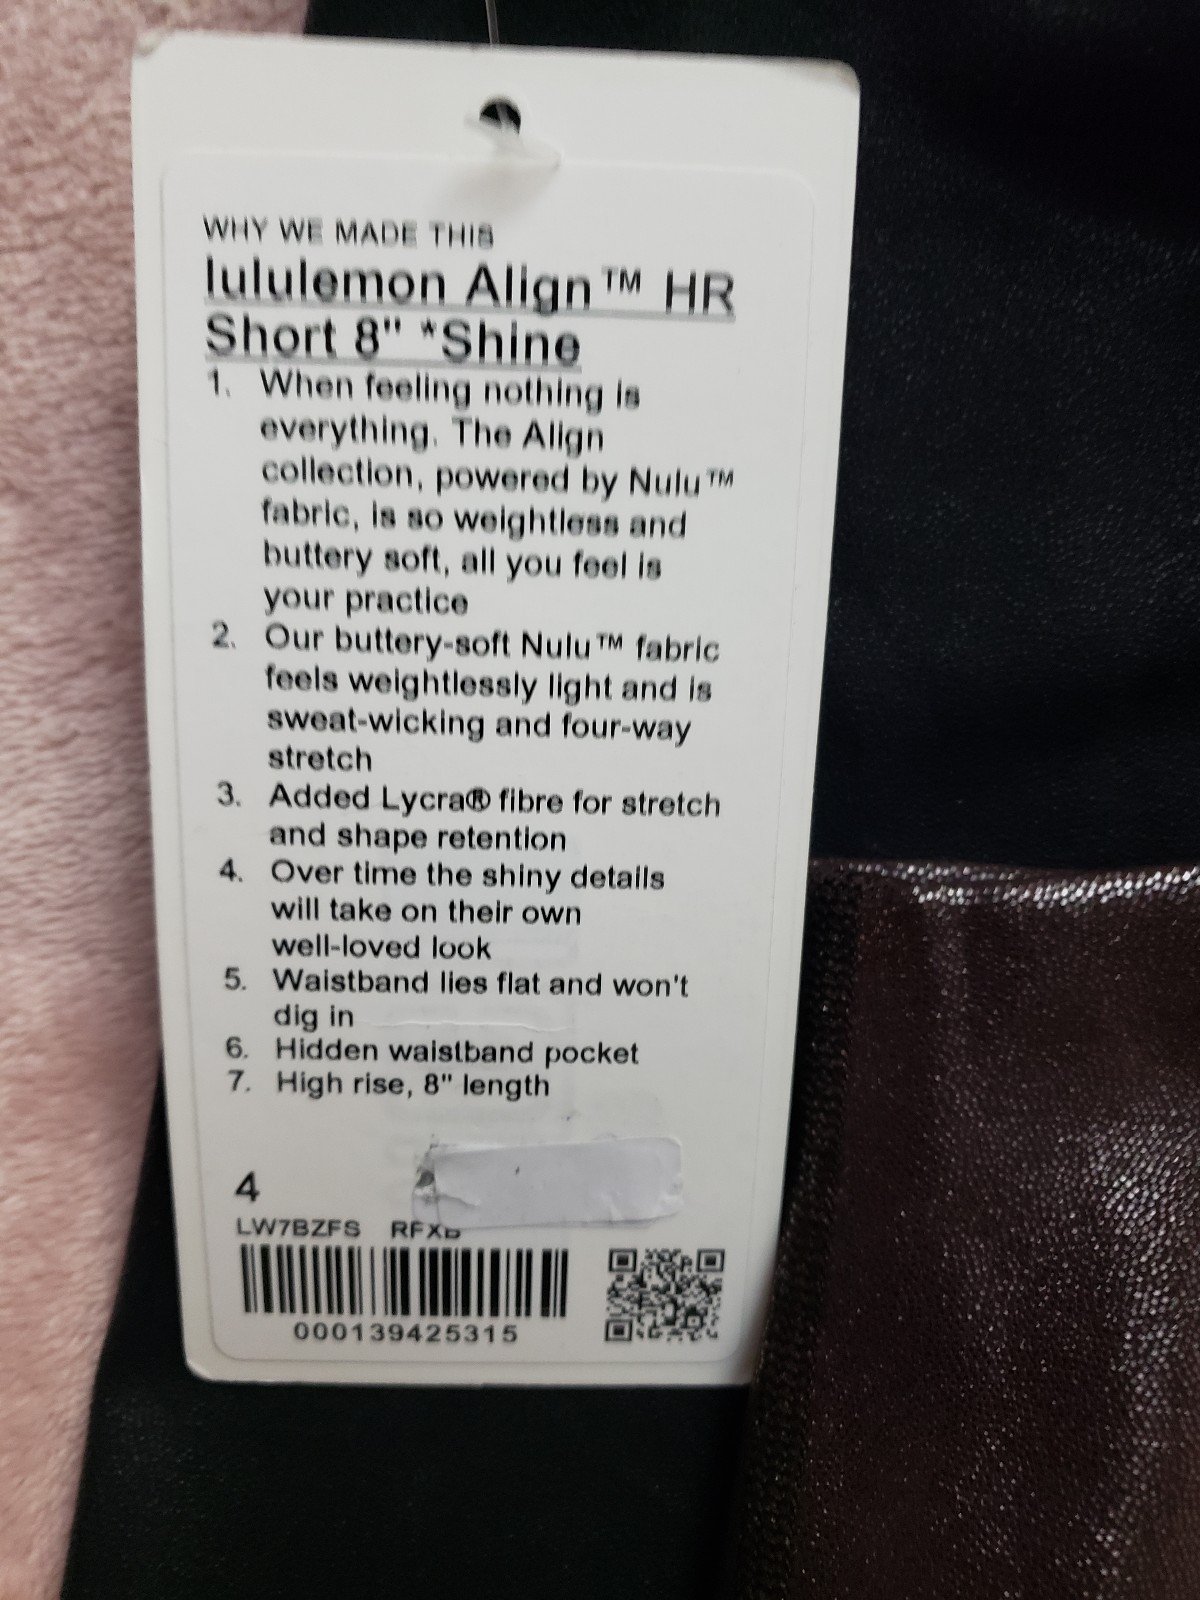 WHY WE MADE THIS
lululemon Align™ HR
Short 8" *Shine
1. When feeling nothing is
everything. The Align
collection, powered by Nulu™
fabric, is so weightless and
buttery soft, all you feel is
your practice
2. Our buttery-soft Nulu™ fabric
feels weightlessly light and is
sweat-wicking and four-way
stretch
3. Added Lycra® fibre for stretch
and shape retention
4. Over time the shiny details
will take on their own
well-loved look
5. Waistband lies flat and won't
dig in
6. Hidden waistband pocket
7. High rise, 8" length
4
LW7BZFS
000139425315